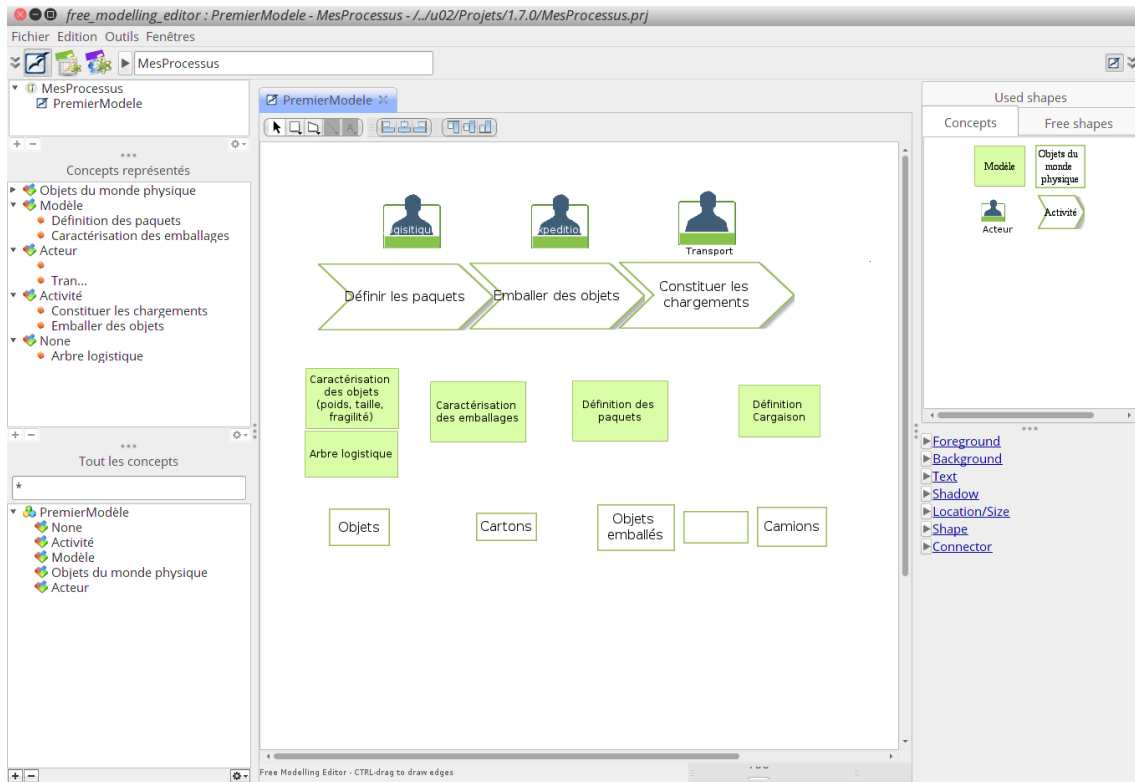 free_modelling_editor : PremierModele - MesProcessus - /../u02/Projets/1.7.0/MesProcessus.prj
Fichier Edition Outils Fenêtres
MesProcessus
MesProcessus
PremierModele
Concepts représentés
Objets du monde physique
Modèle
Définition des paquets
Caractérisation des emballages
Acteur
Tran...
Activité
Constituer les chargements
Emballer des objets
None
Arbre logistique
Tout les concepts
*
PremierModèle
None
Activité
Modèle
Objets du monde physique
Acteur
PremierModele
A
ogisitiqu
xpedition
Transport
Définir les paquets
Emballer des objets
Constituer les
chargements
Caractérisation
des objets
(poids, taille,
fragilité)
Caractérisation
des emballages
Définition des
paquets
Définition
Cargaison
Arbre logistique
Objets
Cartons
Objets
emballés
Camions
Free Modelling Editor - CTRL-drag to draw edges
Used shapes
Concepts
Free shapes
Modèle
Objets du
monde
physique
Acteur
Activité
Foreground
Background
Text
Shadow
Location/Size
Shape
Connector